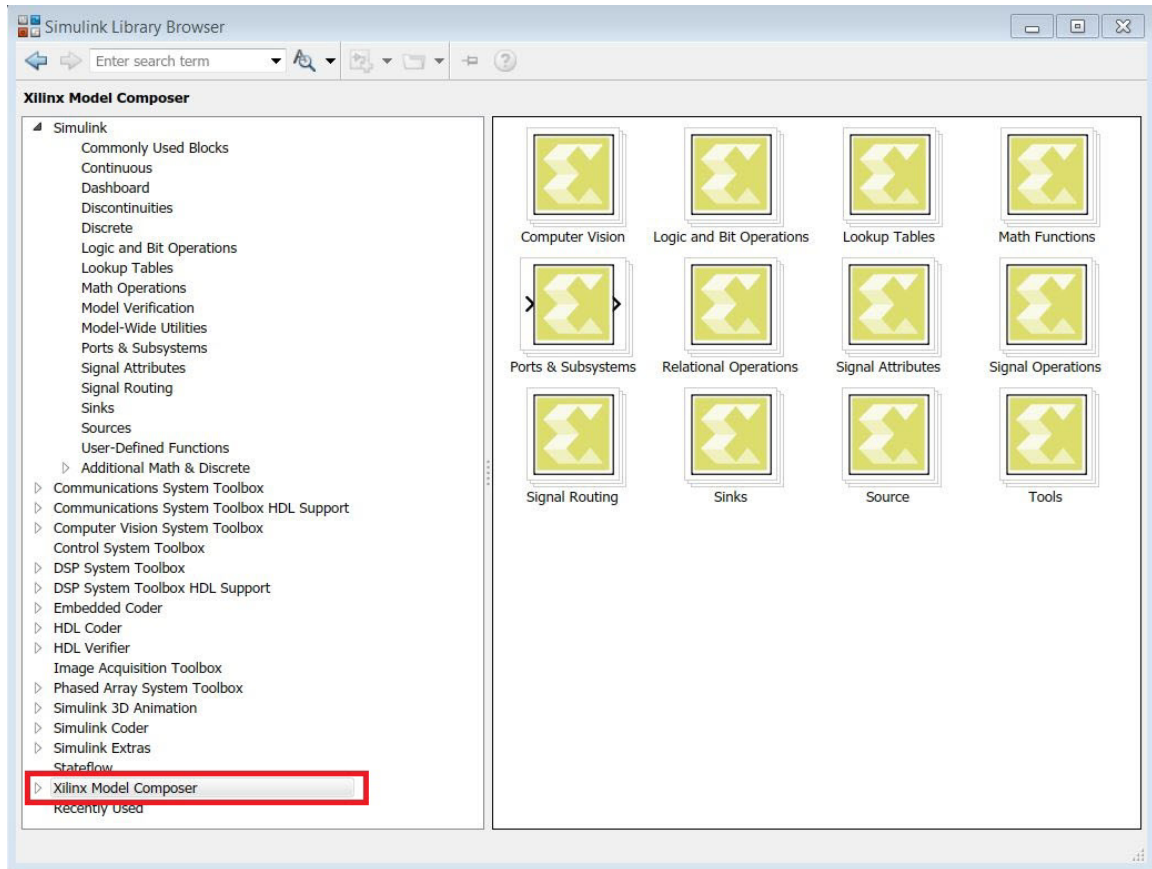 Simulink Library Browser
Enter search term
Xilinx Model Composer
Simulink
Commonly Used Blocks
Continuous
Dashboard
Discontinuities
Discrete
Logic and Bit Operations
Lookup Tables
Math Operations
Model Verification
Model-Wide Utilities
Ports & Subsystems
Signal Attributes
Signal Routing
Sinks
Sources
User-Defined Functions
Additional Math & Discrete
Communications System Toolbox
Communications System Toolbox HDL Support
Computer Vision System Toolbox
Control System Toolbox
DSP System Toolbox
DSP System Toolbox HDL Support
Embedded Coder
HDL Coder
HDL Verifier
Image Acquisition Toolbox
Phased Array System Toolbox
Simulink 3D Animation
Simulink Coder
Simulink Extras
Stateflow
Xilinx Model Composer
Recently Used
Computer Vision Logic and Bit Operations Lookup Tables Math Functions
Ports & Subsystems Relational Operations Signal Attributes Signal Operations
Signal Routing Sinks Source Tools